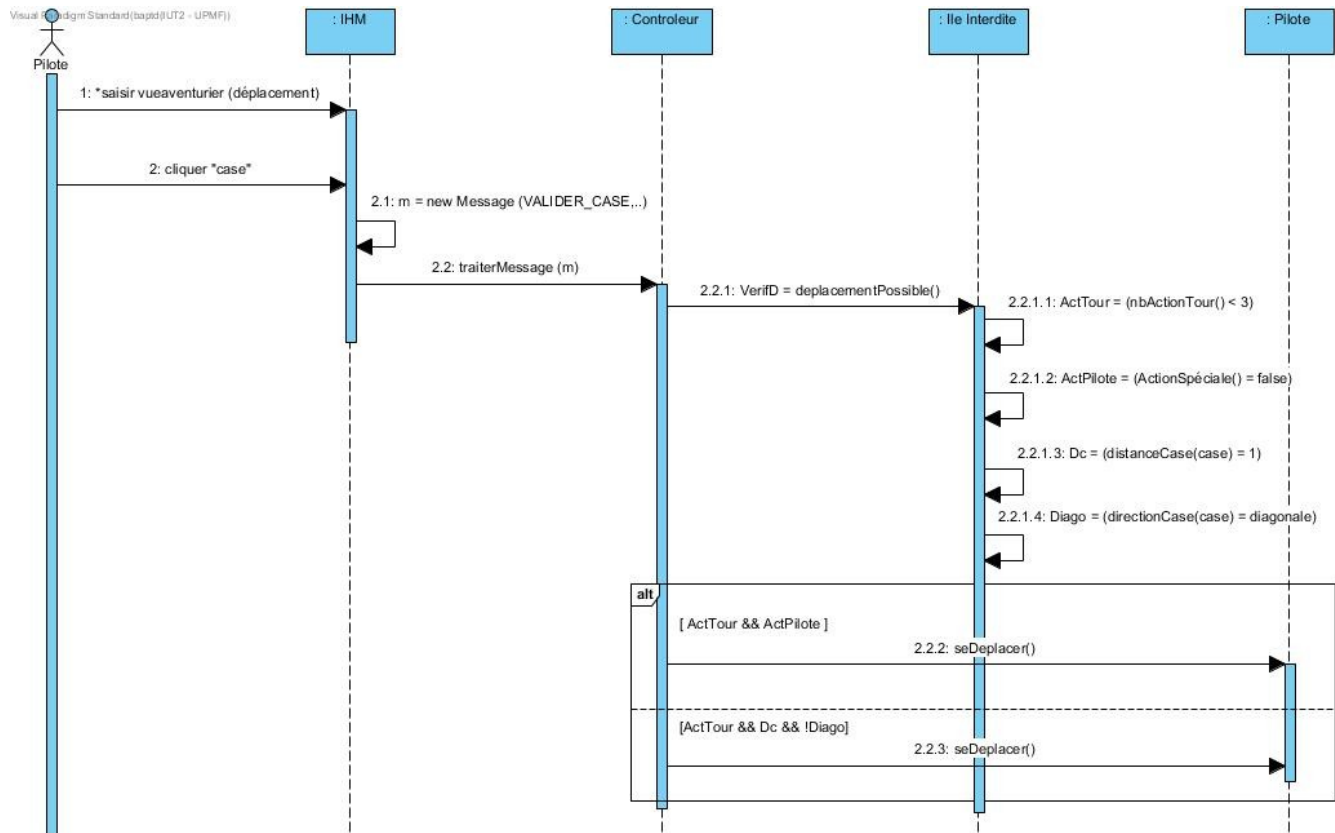 Visual Paradigm Standard(baptd(IUT2 - UPMF))
Pilote
: IHM
: Controleur
: Ile Interdite
: Pilote
1: *saisir vueaventurier (déplacement)
2: cliquer "case"
2.1: m = new Message (VALIDER_CASE,..)
2.2: traiterMessage (m)
2.2.1: VerifD = deplacementPossible()
2.2.1.1: ActTour = (nbActionTour() < 3)
2.2.1.2: ActPilote = (ActionSpéciale() = false)
2.2.1.3: Dc = (distanceCase(case) = 1)
2.2.1.4: Diago = (directionCase(case) = diagonale)
alt
[ ActTour && ActPilote ]
2.2.2: seDeplacer()
[ActTour && Dc && !Diago]
2.2.3: seDeplacer()